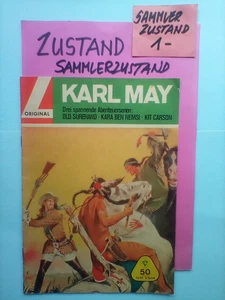 SAMMLER
ZUSTAND
1-
ZUSTAND
SAMMLERZUSTAND
ORIGINAL
KARL MAY
Drei spannende Abenteuerserien:
OLD SUREHAND · KARA BEN NEMSI · KIT CARSON
50